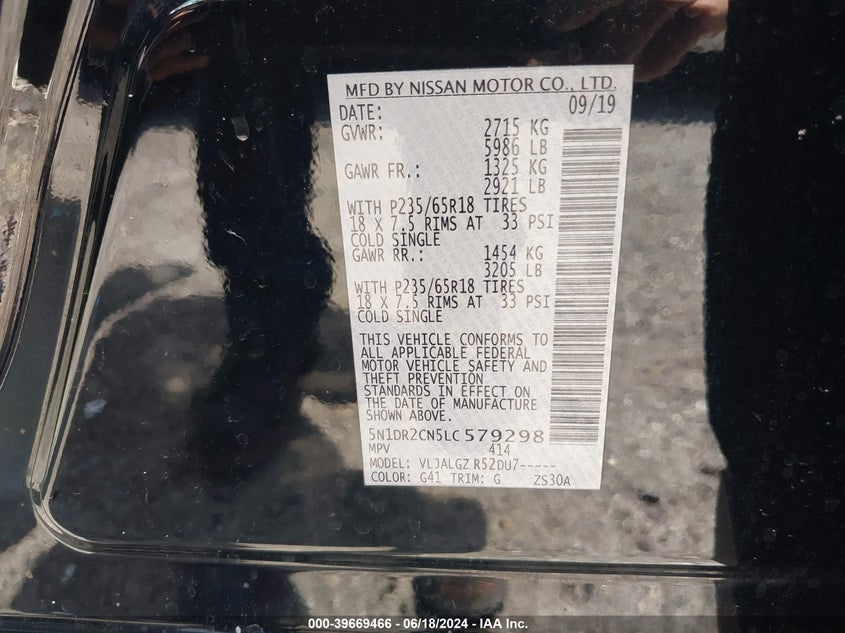 MFD BY NISSAN MOTOR CO., LTD.
DATE: 09/19
GVWR: 2715 KG
5986 LB
GAWR FR.: 1325 KG
2921 LB
WITH P235/65R18 TIRES
18 X 7.5 RIMS AT 33 PSI
COLD SINGLE
GAWR RR.: 1454 KG
3205 LB
WITH P235/65R18 TIRES
18 X 7.5 RIMS AT 33 PSI
COLD SINGLE
THIS VEHICLE CONFORMS TO
ALL APPLICABLE FEDERAL
MOTOR VEHICLE SAFETY AND
THEFT PREVENTION
STANDARDS IN EFFECT ON
THE DATE OF MANUFACTURE
SHOWN ABOVE.
5N1DR2CN5LC579298
MPV 414
MODEL: VLJALGZ R52DU7-----
COLOR: G41 TRIM: G ZS30A
000-39669466 - 06/18/2024 - IAA Inc.